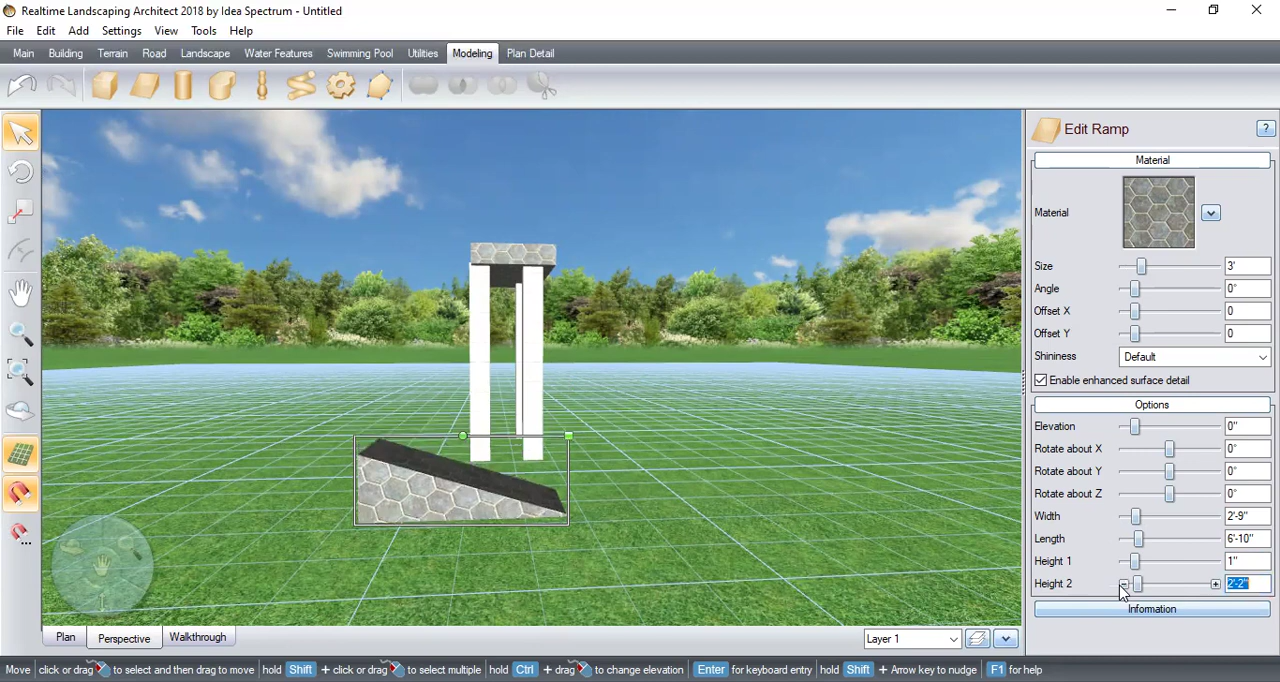 Realtime Landscaping Architect 2018 by Idea Spectrum - Untitled
File Edit Add Settings View Tools Help
Main Building Terrain Road Landscape Water Features Swimming Pool Utilities Modeling Plan Detail
Edit Ramp ?
Material
Material
Size 3'
Angle 0°
Offset X 0
Offset Y 0
Shininess Default
Enable enhanced surface detail
Options
Elevation 0"
Rotate about X 0°
Rotate about Y 0°
Rotate about Z 0°
Width 2'-9"
Length 6'-10"
Height 1 1"
Height 2 2'-2"
Information
Plan Perspective Walkthrough Layer 1
Move click or drag to select and then drag to move hold Shift + click or drag to select multiple hold Ctrl + drag to change elevation Enter for keyboard entry hold Shift + Arrow key to nudge F1 for help